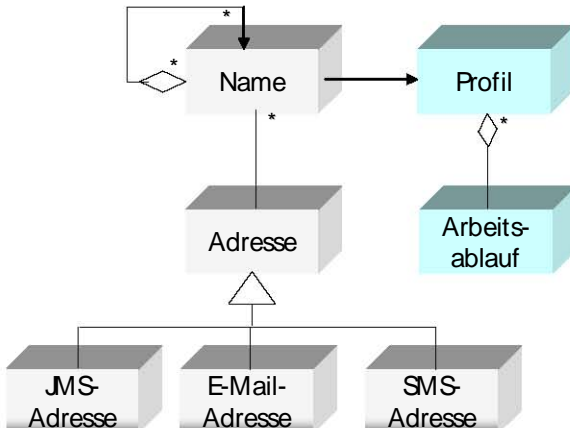 *
*
Name
Profil
*
*
Adresse
Arbeits-
ablauf
JMS-
Adresse
E-Mail-
Adresse
SMS-
Adresse